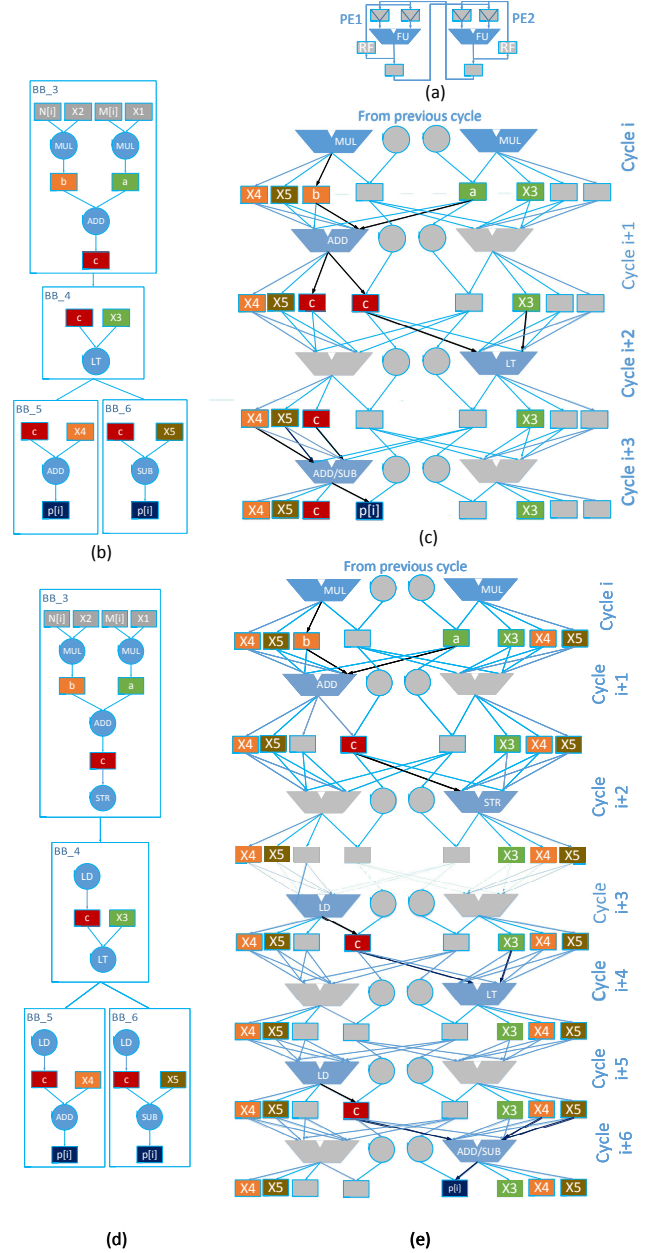 PE1 PE2
FU FU
RF RF
(a)
BB_3
N[i] X2 M[i] X1
MUL MUL
b a
ADD
c
BB_4
c X3
LT
BB_5 BB_6
c X4 c X5
ADD SUB
p[i] p[i]
(b)
From previous cycle
MUL MUL
Cycle i
X4 X5 b a X3
ADD
Cycle i+1
X4 X5 c c X3
LT
Cycle i+2
X4 X5 c X3
ADD/SUB
Cycle i+3
X4 X5 c p[i] X3
(c)
BB_3
N[i] X2 M[i] X1
MUL MUL
b a
ADD
c
STR
BB_4
LD
c X3
LT
BB_5 BB_6
LD LD
c X4 c X5
ADD SUB
p[i] p[i]
(d)
From previous cycle
MUL MUL
Cycle i
X4 X5 b a X3 X4 X5
ADD
Cycle
i+1
X4 X5 c X3 X4 X5
STR
Cycle
i+2
X4 X5 X3 X4 X5
LD
Cycle
i+3
X4 X5 c X3 X4 X5
LT
Cycle
i+4
X4 X5 X3 X4 X5
LD
Cycle
i+5
X4 X5 c X3 X4 X5
ADD/SUB
Cycle
i+6
X4 X5 p[i] X3 X4 X5
(e)